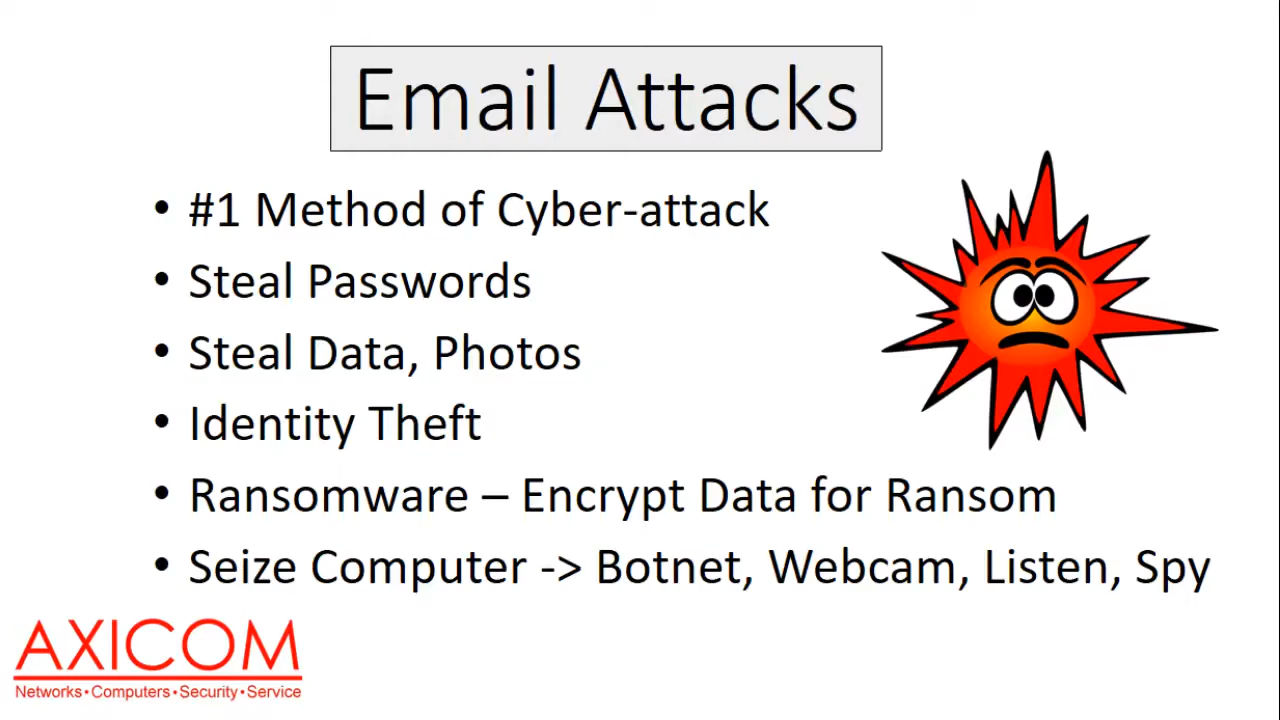 Email Attacks
• #1 Method of Cyber-attack
• Steal Passwords
• Steal Data, Photos
• Identity Theft
• Ransomware – Encrypt Data for Ransom
• Seize Computer -> Botnet, Webcam, Listen, Spy
AXICOM
Networks • Computers • Security • Service